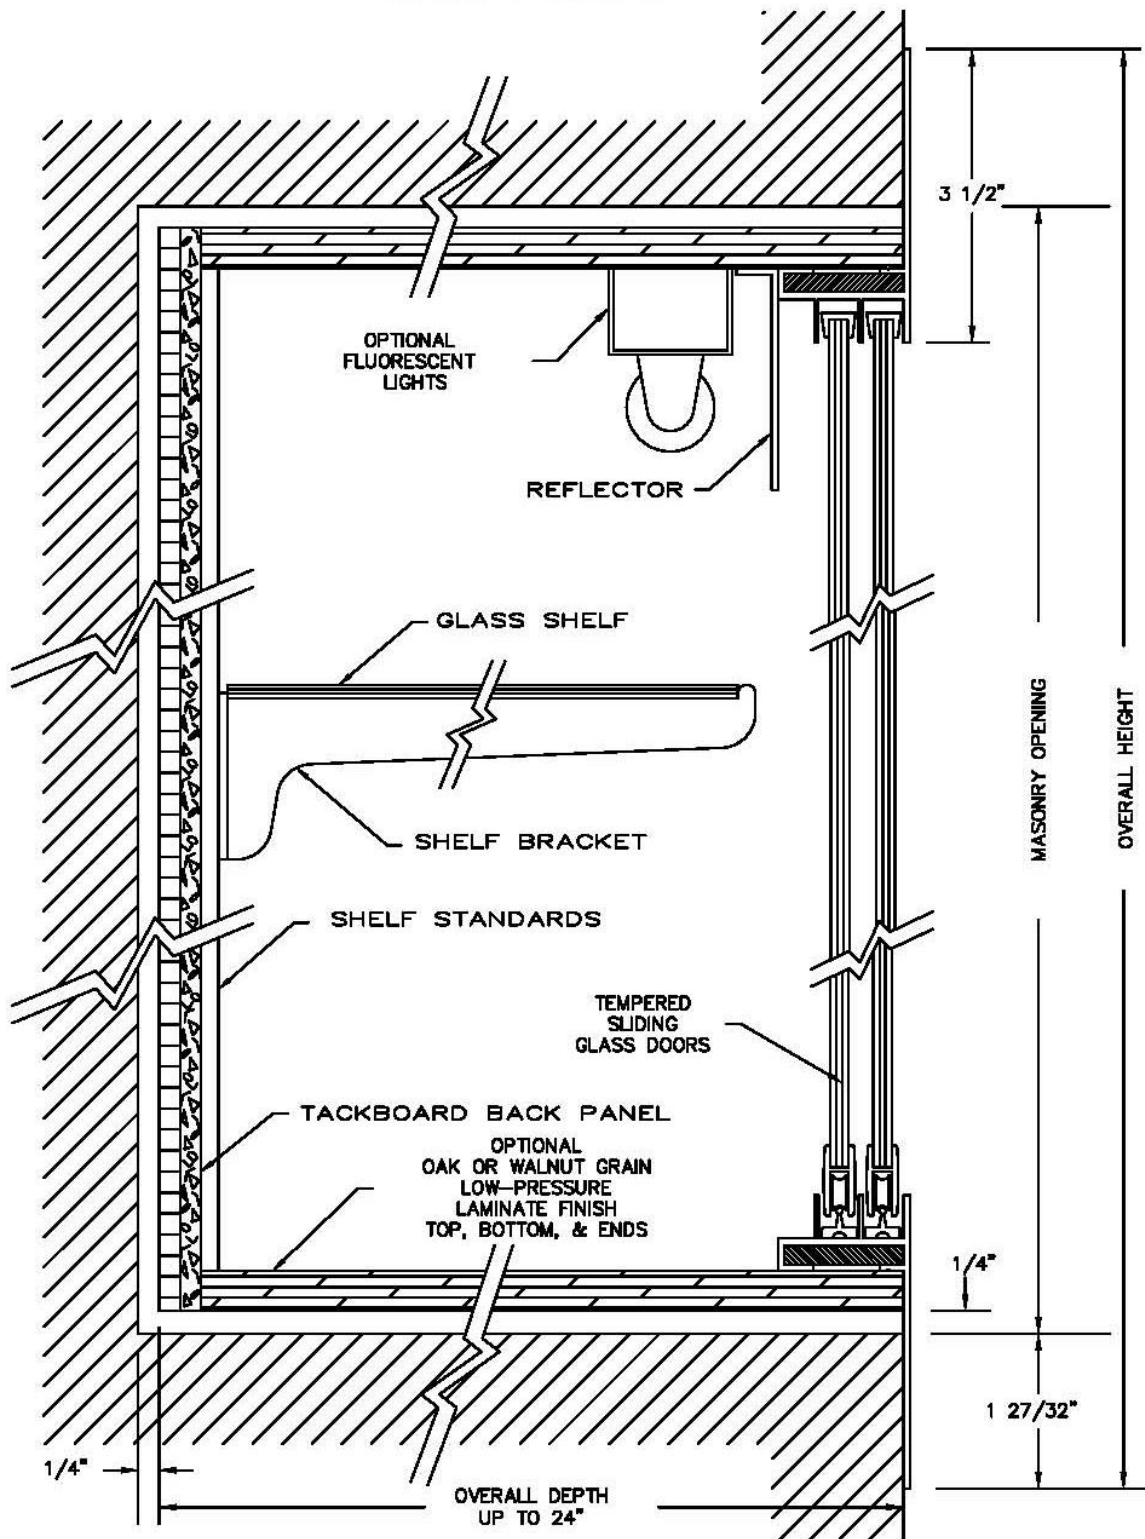 3 1/2"
OPTIONAL
FLUORESCENT
LIGHTS
REFLECTOR
GLASS SHELF
MASONRY OPENING
OVERALL HEIGHT
SHELF BRACKET
SHELF STANDARDS
TEMPERED
SLIDING
GLASS DOORS
TACKBOARD BACK PANEL
OPTIONAL
OAK OR WALNUT GRAIN
LOW-PRESSURE
LAMINATE FINISH
TOP, BOTTOM, & ENDS
1/4"
1 27/32"
1/4"
OVERALL DEPTH
UP TO 24"